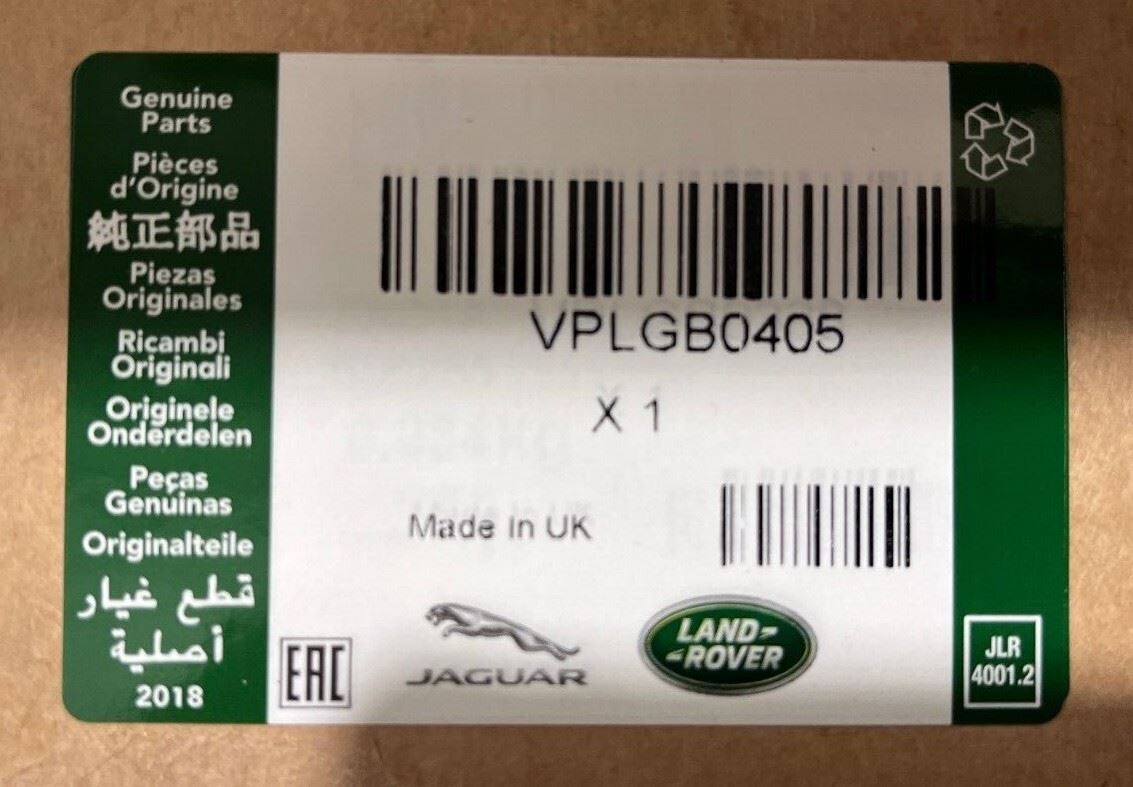 Genuine
Parts
Pièces
d'Origine
純正部品
Piezas
Originales
Ricambi
Originali
Originele
Onderdelen
Peças
Genuinas
Originalteile
قطع غيار
أصلية
2018
VPLGB0405
X 1
Made In UK
EAC
JAGUAR
LAND
ROVER
JLR
4001.2